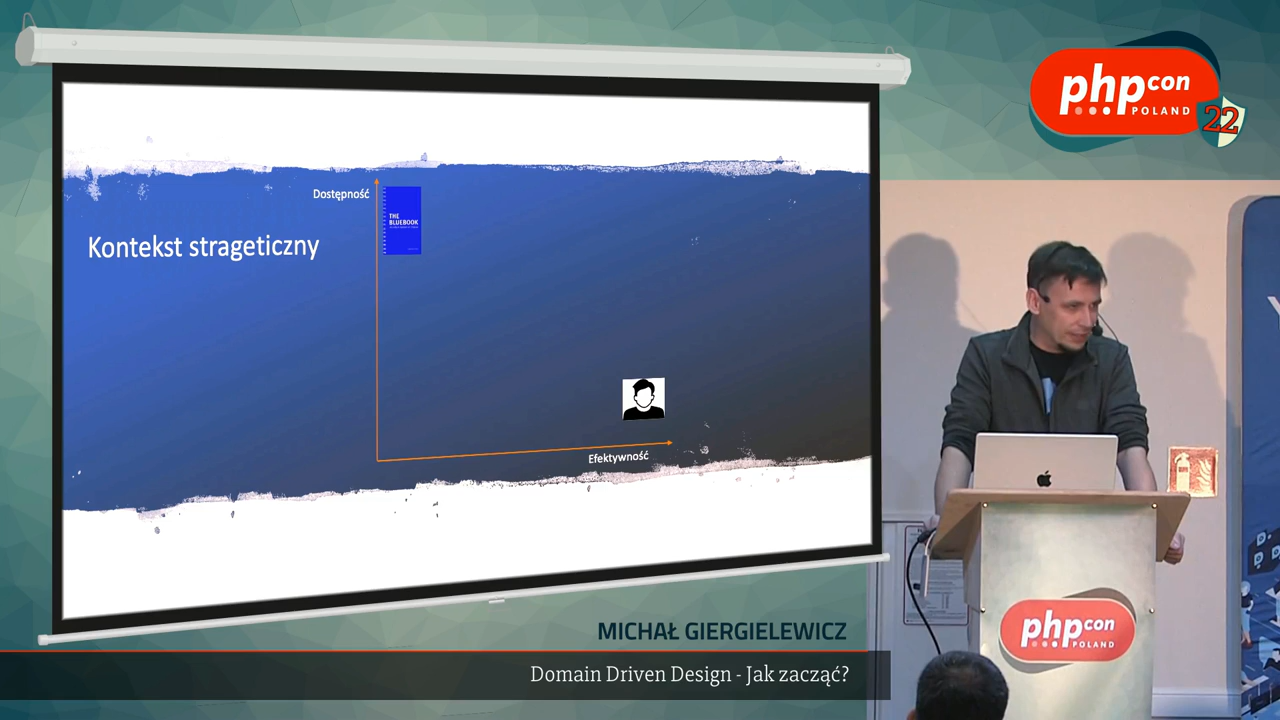 php con
POLAND
22
Dostępność
THE
BLUEBOOK
Kontekst strageticzny
Efektywność
MICHAŁ GIERGIELEWICZ
Domain Driven Design - Jak zacząć?
php con
POLAND